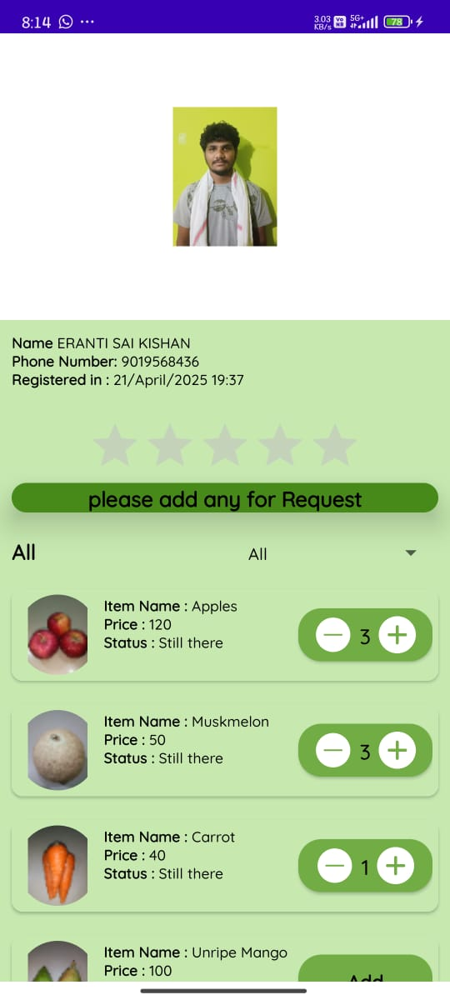 8:14
3.03 KB/s
Vo NR
5G+
78
Name ERANTI SAI KISHAN
Phone Number: 9019568436
Registered in : 21/April/2025 19:37
please add any for Request
All
All
Item Name : Apples
Price : 120
Status : Still there
3
Item Name : Muskmelon
Price : 50
Status : Still there
3
Item Name : Carrot
Price : 40
Status : Still there
1
Item Name : Unripe Mango
Price : 100
Add